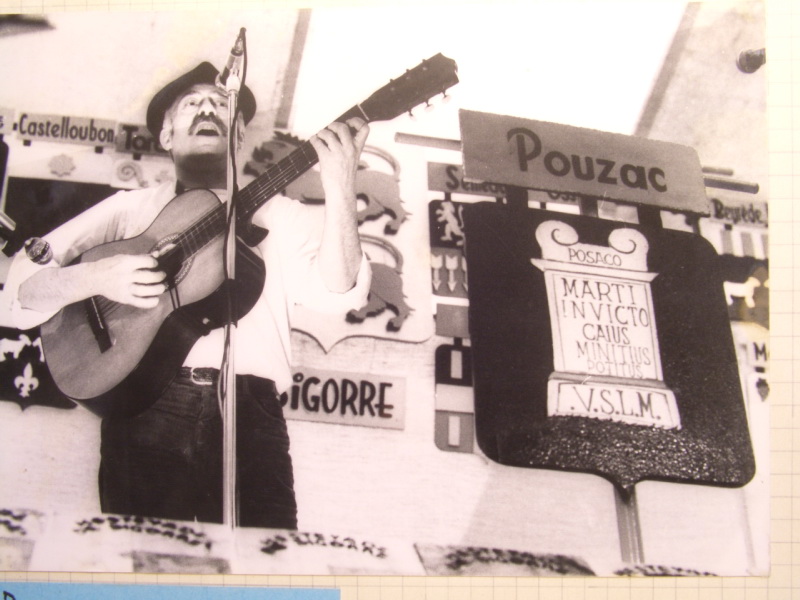 Castelloubon
Pouzac
BIGORRE
POSACO
MARTI
INVICTO
CAIUS
MINITIUS
POTITUS
.V.S.L.M.